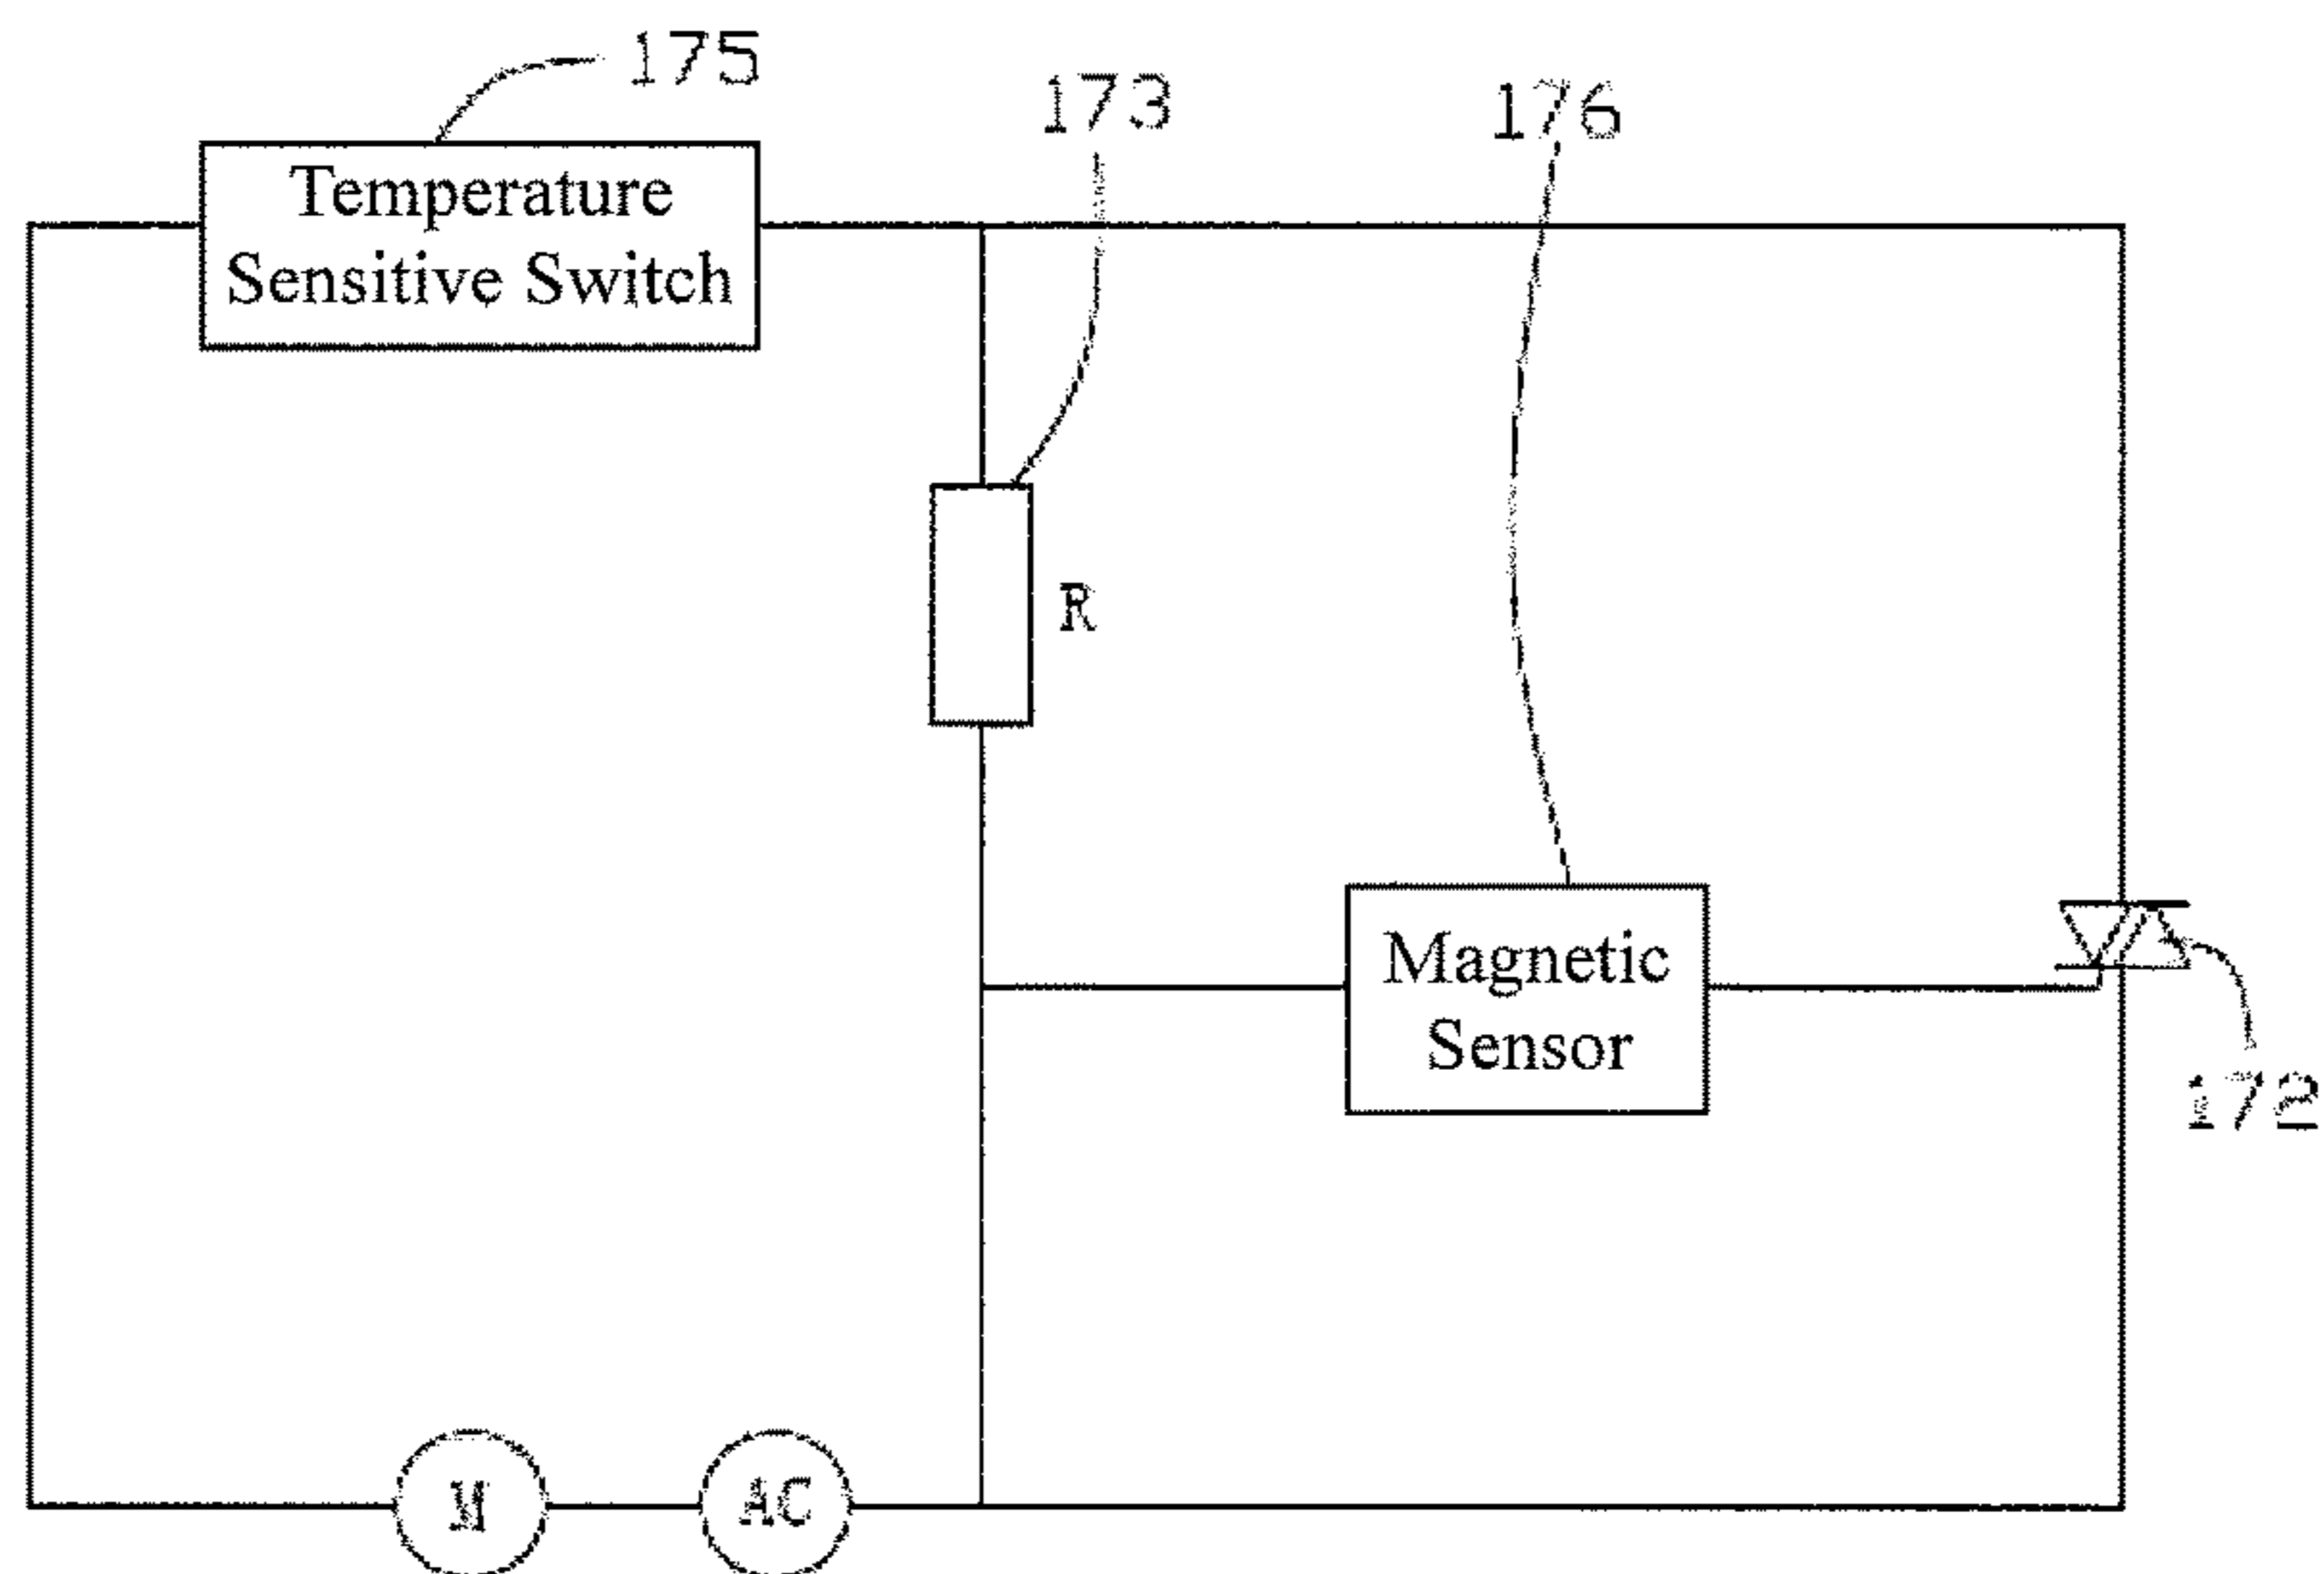 175
173
176
Temperature
Sensitive Switch
R
Magnetic
Sensor
172
M
AC